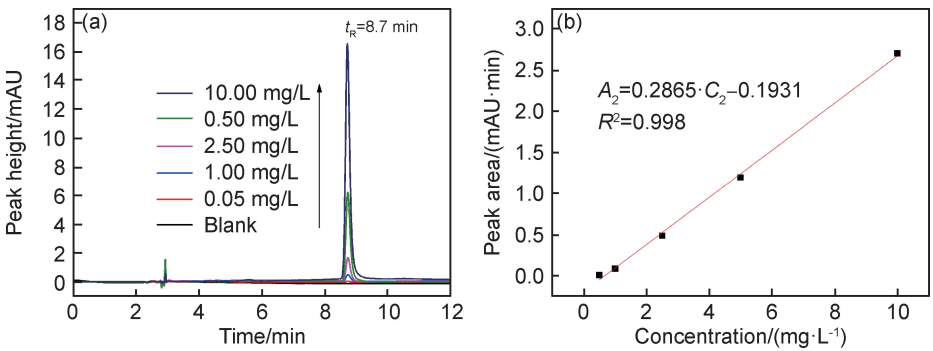 (a)
t_R=8.7 min
10.00 mg/L
0.50 mg/L
2.50 mg/L
1.00 mg/L
0.05 mg/L
Blank
Peak height/mAU
18
16
14
12
10
8
6
4
2
0
0 2 4 6 8 10 12
Time/min
(b)
A₂=0.2865·C₂−0.1931
R²=0.998
Peak area/(mAU·min)
3.0
2.5
2.0
1.5
1.0
0.5
0.0
0 2 4 6 8 10
Concentration/(mg·L⁻¹)